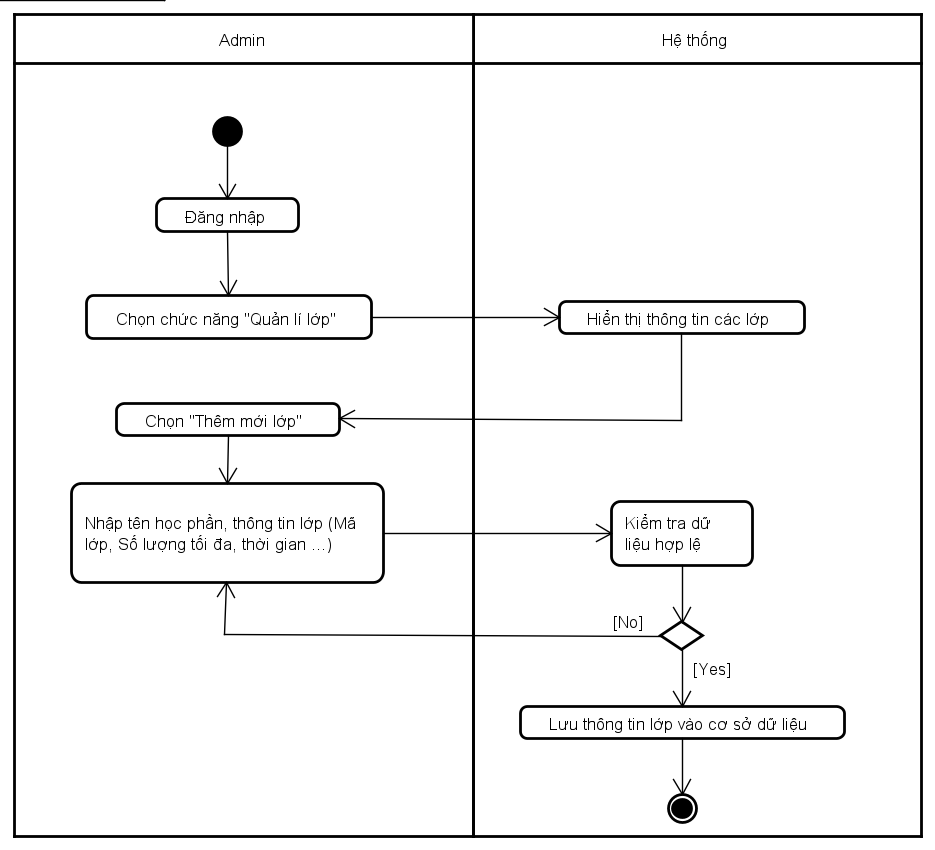 Admin
Hệ thống
Đăng nhập
Chọn chức năng "Quản lí lớp"
Hiển thị thông tin các lớp
Chọn "Thêm mới lớp"
Nhập tên học phần, thông tin lớp (Mã
lớp, Số lượng tối đa, thời gian ...)
Kiểm tra dữ
liệu hợp lệ
[No]
[Yes]
Lưu thông tin lớp vào cơ sở dữ liệu